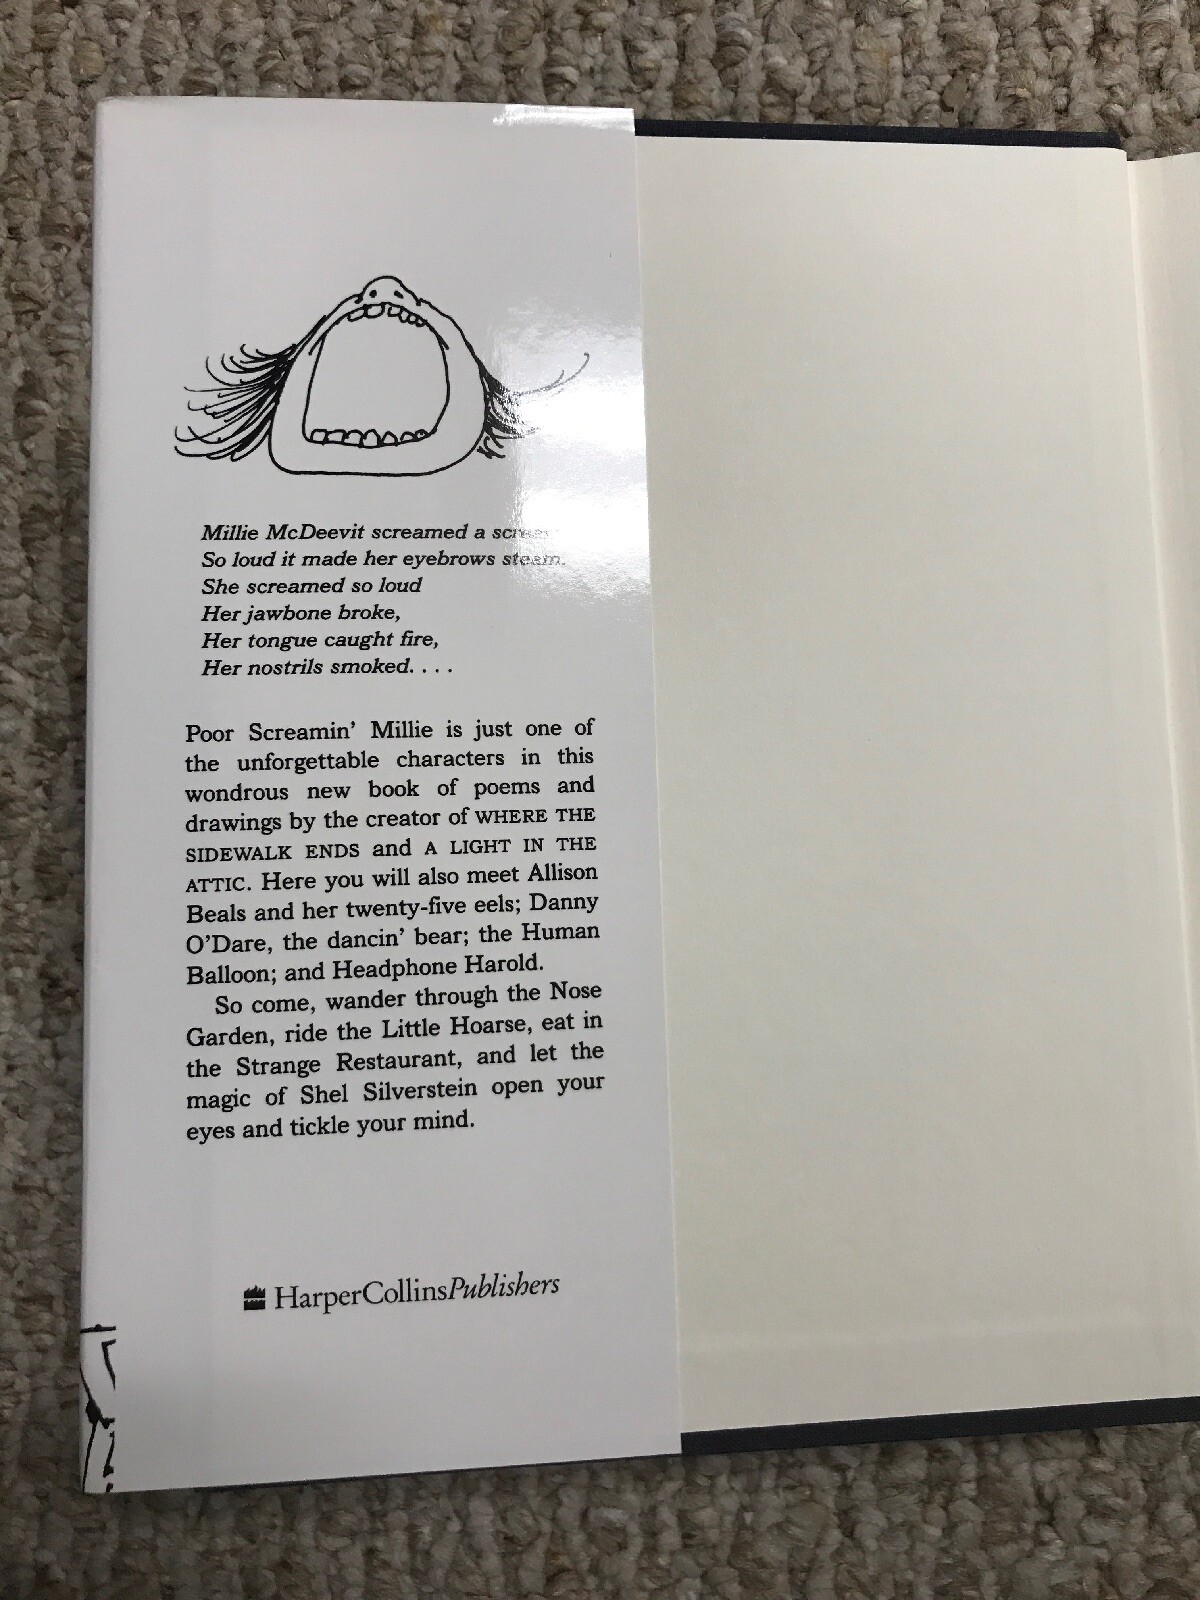 Millie McDeevit screamed a scream
So loud it made her eyebrows steam.
She screamed so loud
Her jawbone broke,
Her tongue caught fire,
Her nostrils smoked. . . .
Poor Screamin' Millie is just one of
the unforgettable characters in this
wondrous new book of poems and
drawings by the creator of WHERE THE
SIDEWALK ENDS and A LIGHT IN THE
ATTIC. Here you will also meet Allison
Beals and her twenty-five eels; Danny
O'Dare, the dancin' bear; the Human
Balloon; and Headphone Harold.
So come, wander through the Nose
Garden, ride the Little Hoarse, eat in
the Strange Restaurant, and let the
magic of Shel Silverstein open your
eyes and tickle your mind.
HarperCollinsPublishers